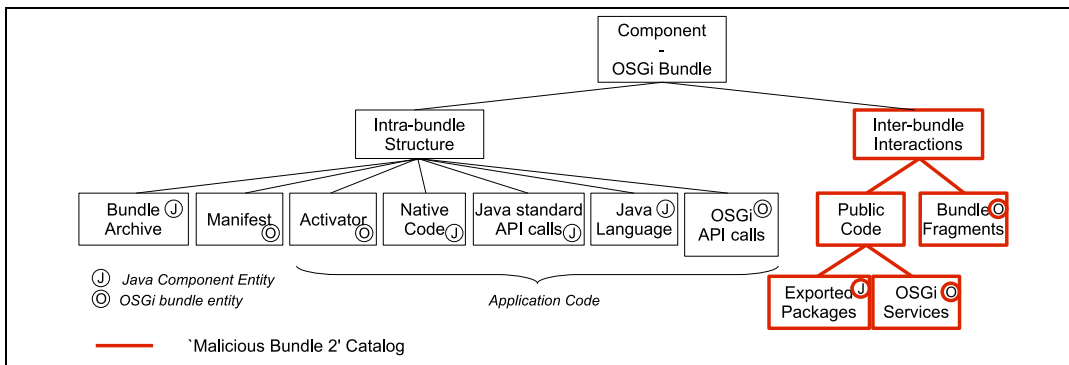 Component
-
OSGi Bundle
Intra-bundle
Structure
Inter-bundle
Interactions
Bundle J
Archive
Manifest
O
Activator
O
Native
Code J
Java standard
API calls J
Java J
Language
OSGi O
API calls
Public
Code
Bundle O
Fragments
J Java Component Entity
O OSGi bundle entity
Application Code
Exported J
Packages
OSGi O
Services
`Malicious Bundle 2' Catalog